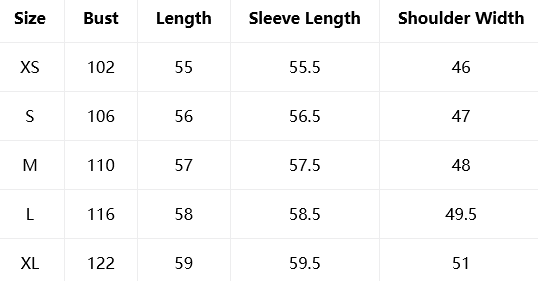 Size Bust Length Sleeve Length Shoulder Width
XS 102 55 55.5 46
S 106 56 56.5 47
M 110 57 57.5 48
L 116 58 58.5 49.5
XL 122 59 59.5 51